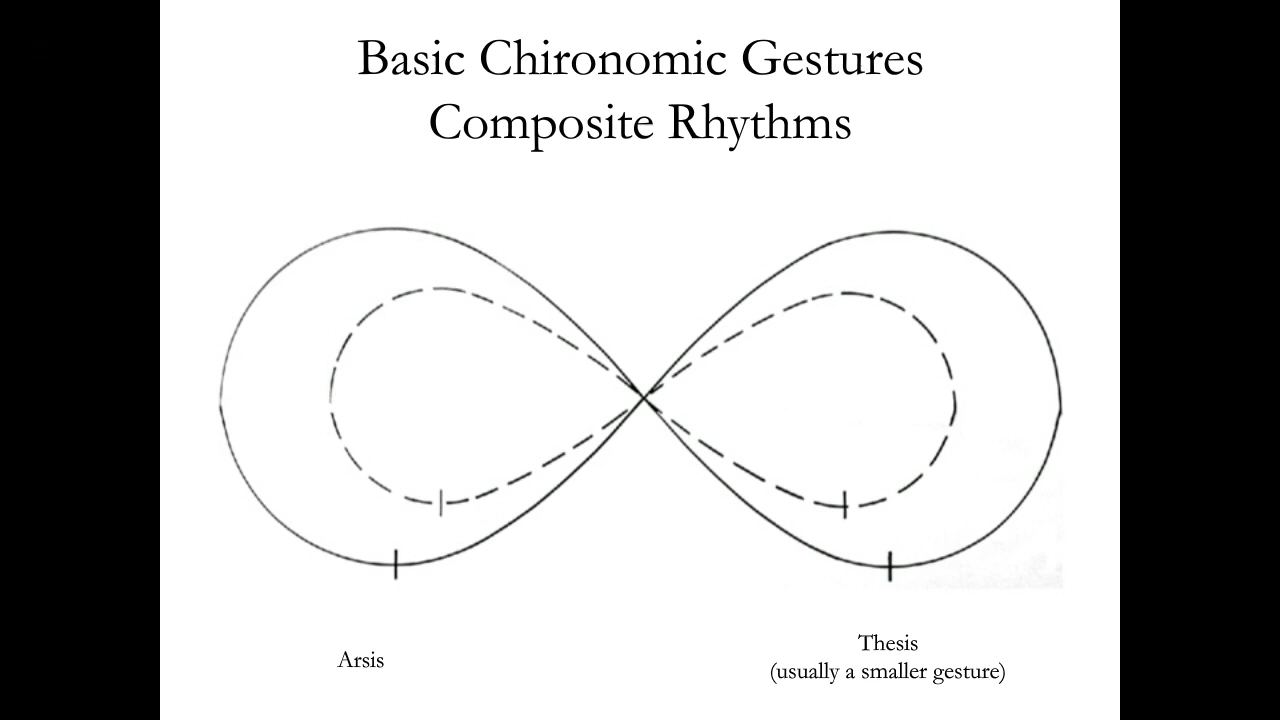 Basic Chironomic Gestures
Composite Rhythms
Arsis
Thesis
(usually a smaller gesture)